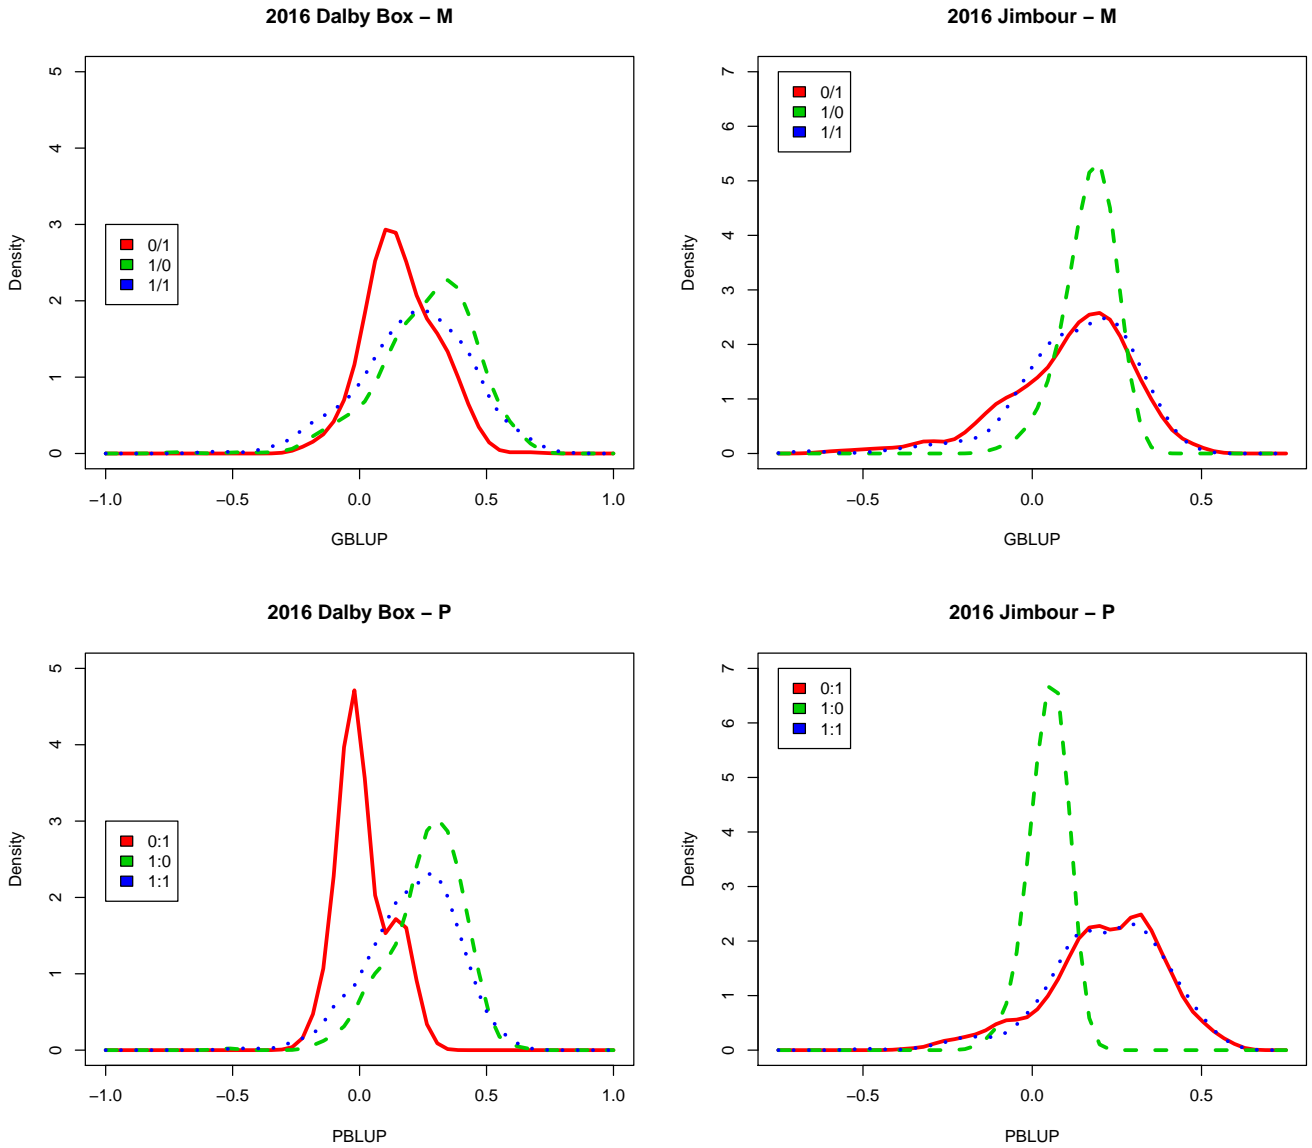 2016 Dalby Box − M
Density
0 1 2 3 4 5
0/1
1/0
1/1
−1.0 −0.5 0.0 0.5 1.0
GBLUP
2016 Jimbour − M
Density
0 1 2 3 4 5 6 7
0/1
1/0
1/1
−0.5 0.0 0.5
GBLUP
2016 Dalby Box − P
Density
0 1 2 3 4 5
0:1
1:0
1:1
−1.0 −0.5 0.0 0.5 1.0
PBLUP
2016 Jimbour − P
Density
0 1 2 3 4 5 6 7
0:1
1:0
1:1
−0.5 0.0 0.5
PBLUP